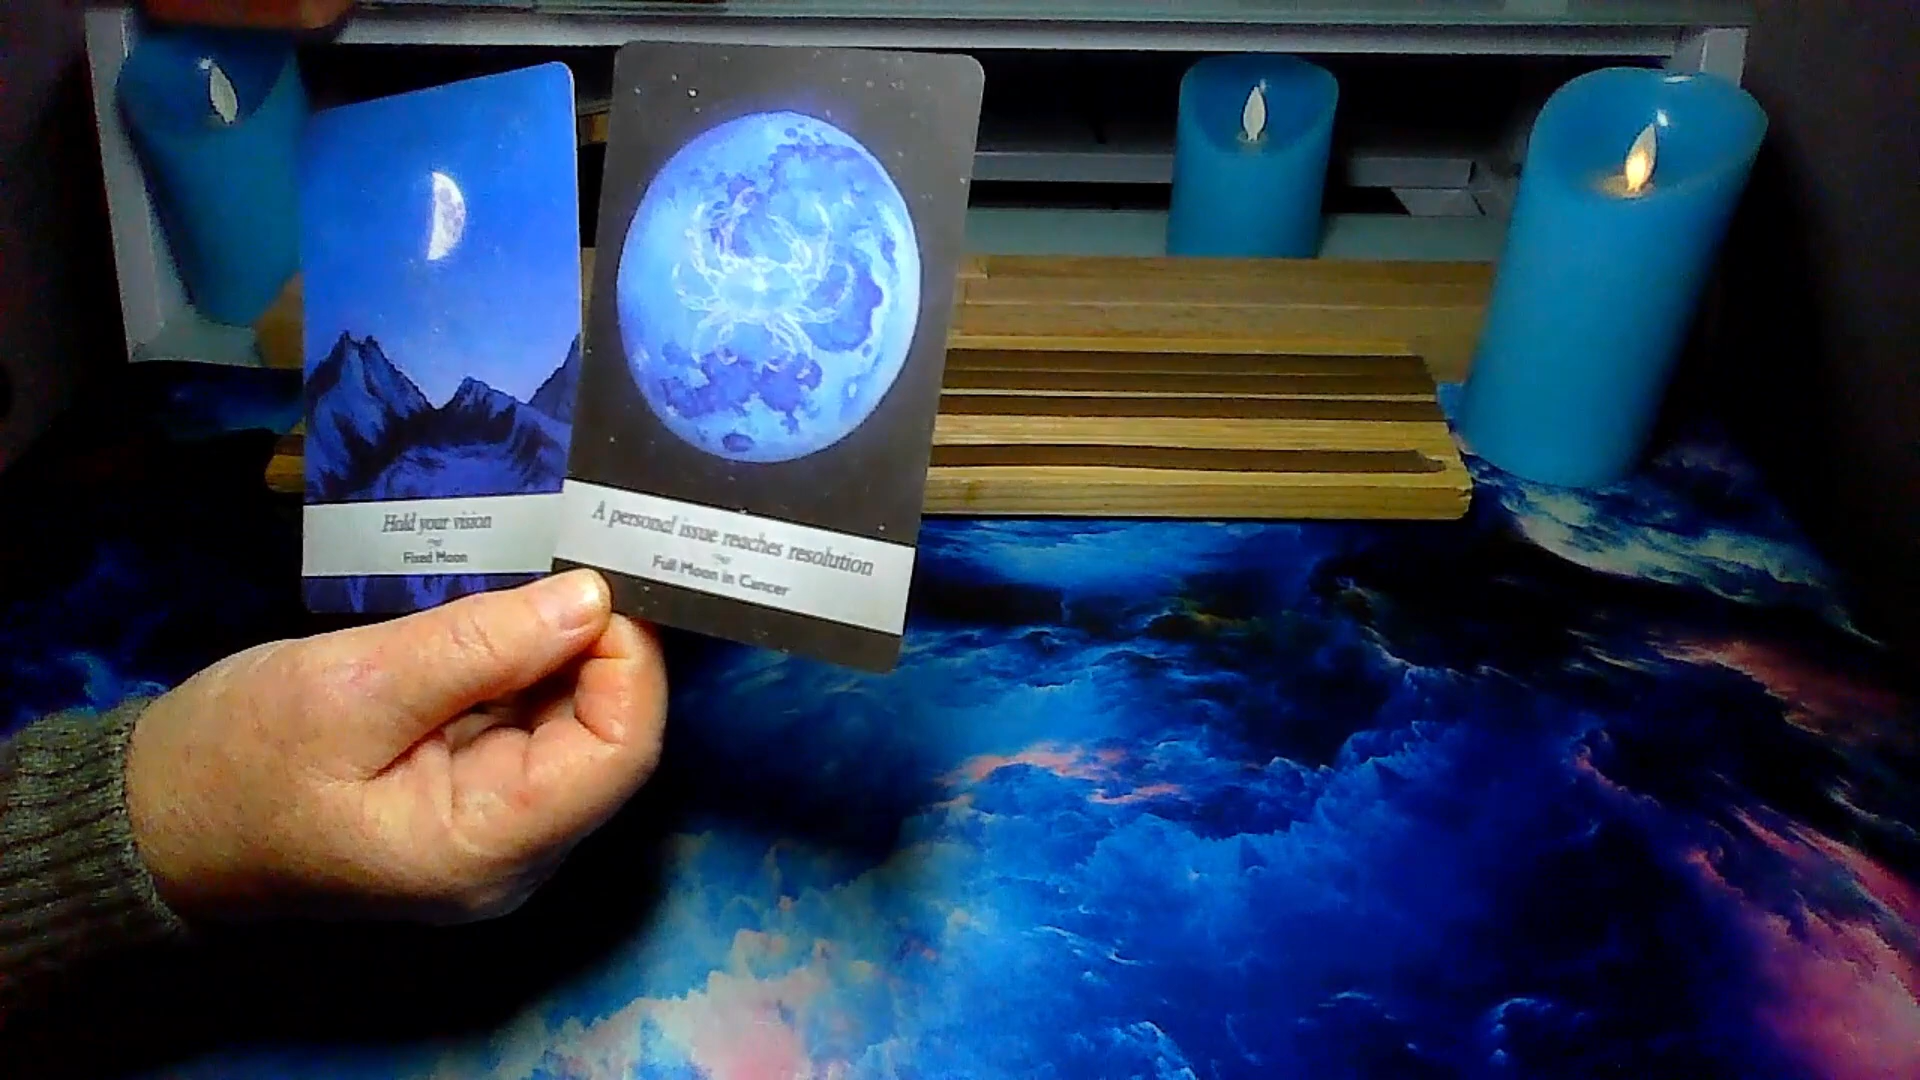 Hold your vision
Fixed Moon
A personal issue reaches resolution
Full Moon in Cancer